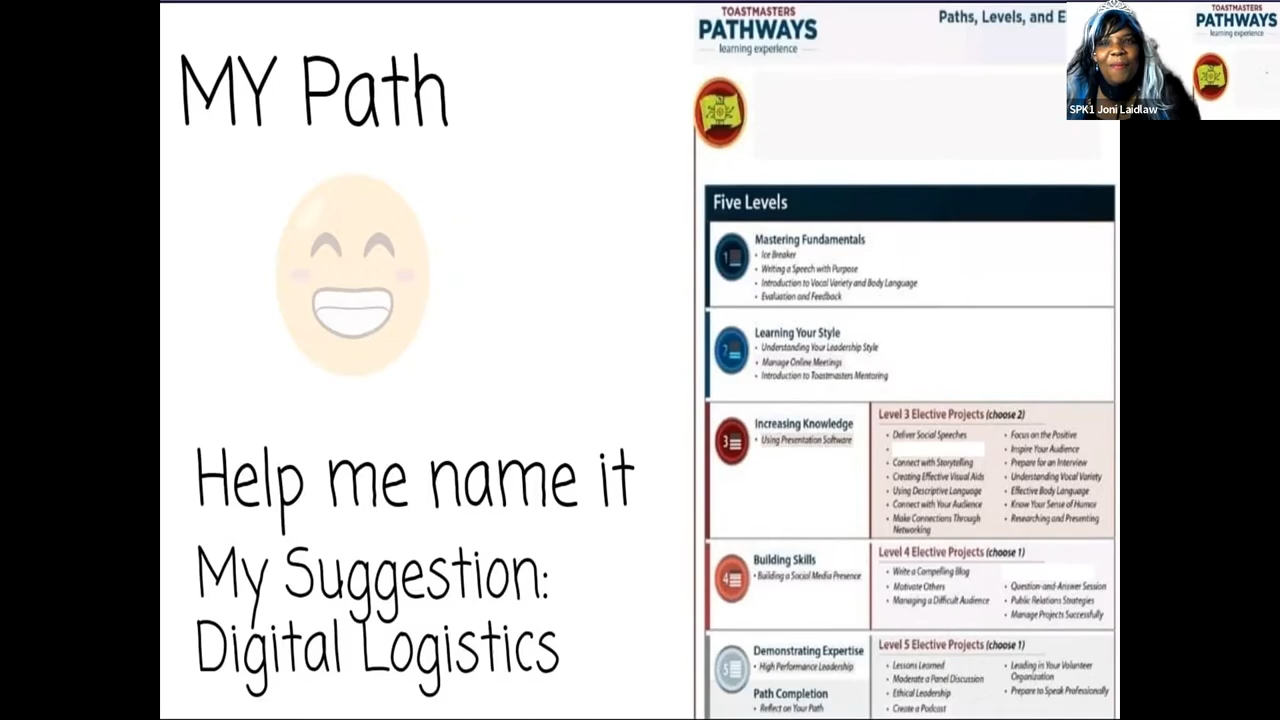 MY Path
Help me name it
My Suggestion:
Digital Logistics
TOASTMASTERS
PATHWAYS
learning experience
Paths, Levels, and E
SPK1 Joni Laidlaw
TOASTMASTERS
PATHWAYS
learning experience
Five Levels
1
Mastering Fundamentals
• Ice Breaker
• Writing a Speech with Purpose
• Introduction to Vocal Variety and Body Language
• Evaluation and Feedback
2
Learning Your Style
• Understanding Your Leadership Style
• Manage Online Meetings
• Introduction to Toastmasters Mentoring
3
Increasing Knowledge
• Using Presentation Software
Level 3 Elective Projects (choose 2)
• Deliver Social Speeches
•
• Connect with Storytelling
• Creating Effective Visual Aids
• Using Descriptive Language
• Connect with Your Audience
• Make Connections Through
Networking
• Focus on the Positive
• Inspire Your Audience
• Prepare for an Interview
• Understanding Vocal Variety
• Effective Body Language
• Know Your Sense of Humor
• Researching and Presenting
4
Building Skills
• Building a Social Media Presence
Level 4 Elective Projects (choose 1)
• Write a Compelling Blog
• Motivate Others
• Managing a Difficult Audience
• Question-and-Answer Session
• Public Relations Strategies
• Manage Projects Successfully
5
Demonstrating Expertise
• High Performance Leadership
Path Completion
• Reflect on Your Path
Level 5 Elective Projects (choose 1)
• Lessons Learned
• Moderate a Panel Discussion
• Ethical Leadership
• Create a Podcast
• Leading in Your Volunteer
Organization
• Prepare to Speak Professionally